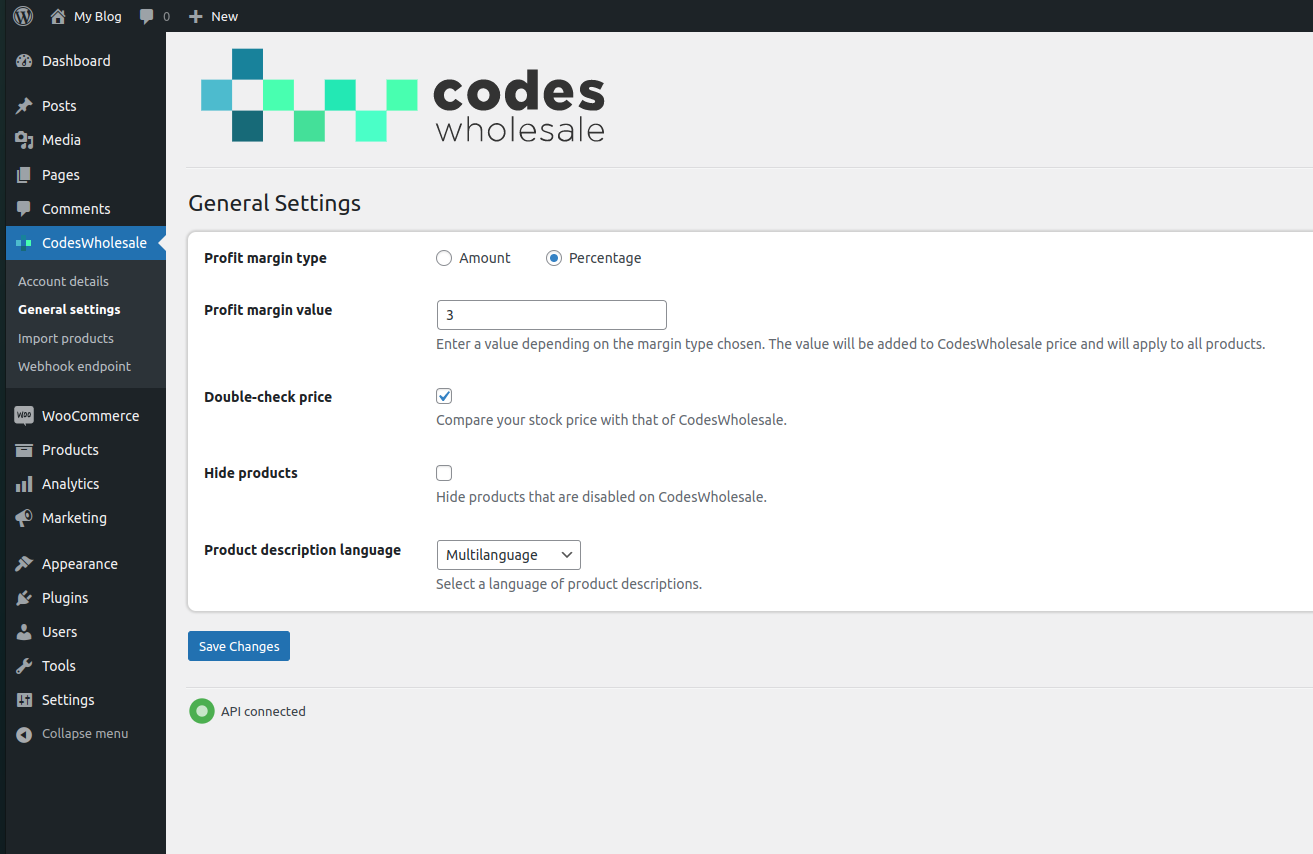 My Blog 0 New
Dashboard
Posts
Media
Pages
Comments
CodesWholesale
Account details
General settings
Import products
Webhook endpoint
WOO WooCommerce
Products
Analytics
Marketing
Appearance
Plugins
Users
Tools
Settings
Collapse menu
codes
wholesale
General Settings
Profit margin type Amount Percentage
Profit margin value 3
Enter a value depending on the margin type chosen. The value will be added to CodesWholesale price and will apply to all products.
Double-check price
Compare your stock price with that of CodesWholesale.
Hide products
Hide products that are disabled on CodesWholesale.
Product description language Multilanguage
Select a language of product descriptions.
Save Changes
API connected